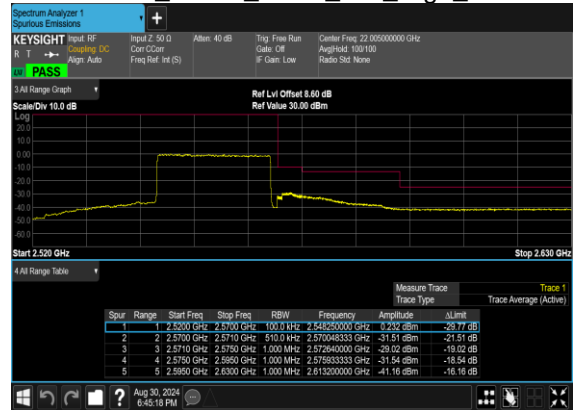 Spectrum Analyzer 1
Spurious Emissions
+
KEYSIGHT
R T
PASS
Input: RF
Coupling: DC
Align: Auto
Input Z: 50 Ω
Corr CCorr
Freq Ref: Int (S)
Atten: 40 dB
Trig: Free Run
Gate: Off
IF Gain: Low
Center Freq: 22.005000000 GHz
Avg|Hold: 100/100
Radio Std: None
3 All Range Graph
Scale/Div 10.0 dB
Ref Lvl Offset 8.60 dB
Ref Value 30.00 dBm
Log
20.0
10.0
0.00
-10.0
-20.0
-30.0
-40.0
-50.0
-60.0
Start 2.520 GHz
Stop 2.630 GHz
4 All Range Table
Measure Trace Trace 1
Trace Type Trace Average (Active)
Spur Range Start Freq Stop Freq RBW Frequency Amplitude ΔLimit
1 1 2.5200 GHz 2.5700 GHz 100.0 kHz 2.548250000 GHz 0.232 dBm -29.77 dB
2 2 2.5700 GHz 2.5710 GHz 510.0 kHz 2.570048333 GHz -31.51 dBm -21.51 dB
3 3 2.5710 GHz 2.5750 GHz 1.000 MHz 2.572640000 GHz -29.02 dBm -19.02 dB
4 4 2.5750 GHz 2.5950 GHz 1.000 MHz 2.575933333 GHz -31.54 dBm -18.54 dB
5 5 2.5950 GHz 2.6300 GHz 1.000 MHz 2.613200000 GHz -41.16 dBm -16.16 dB
?
Aug 30, 2024
6:45:18 PM